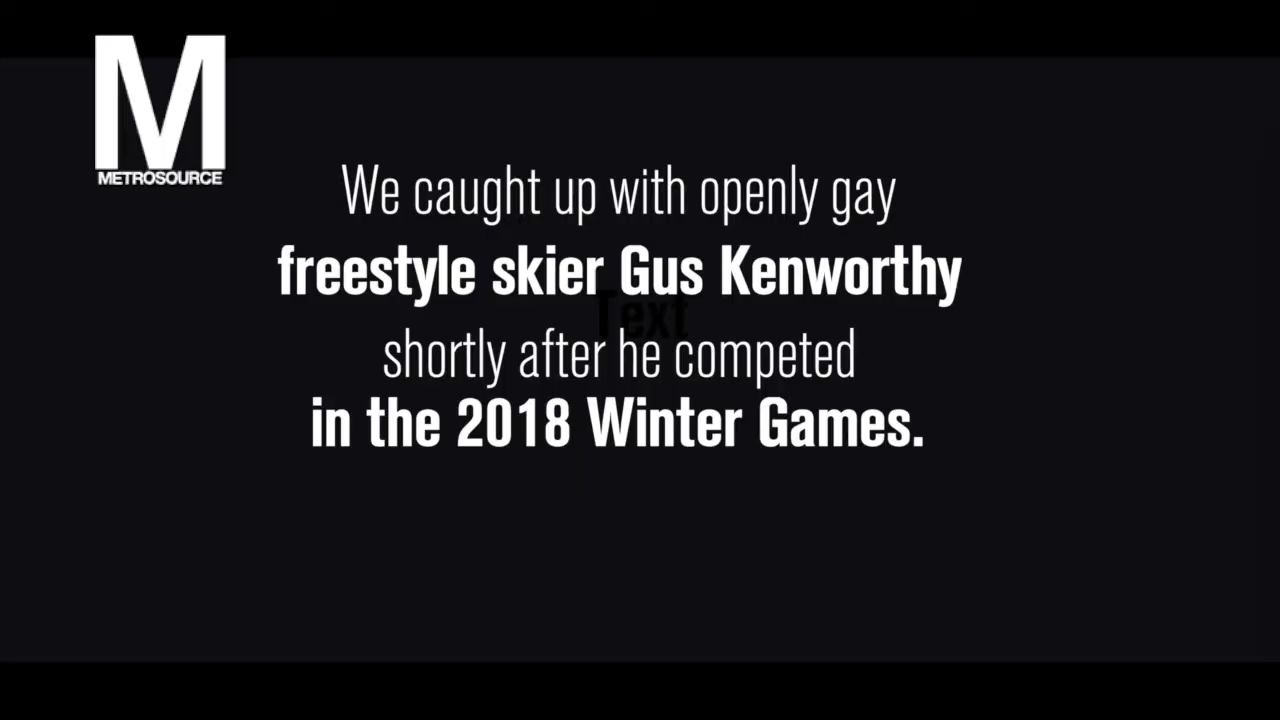 M
METROSOURCE
We caught up with openly gay
freestyle skier Gus Kenworthy
Text
shortly after he competed
in the 2018 Winter Games.